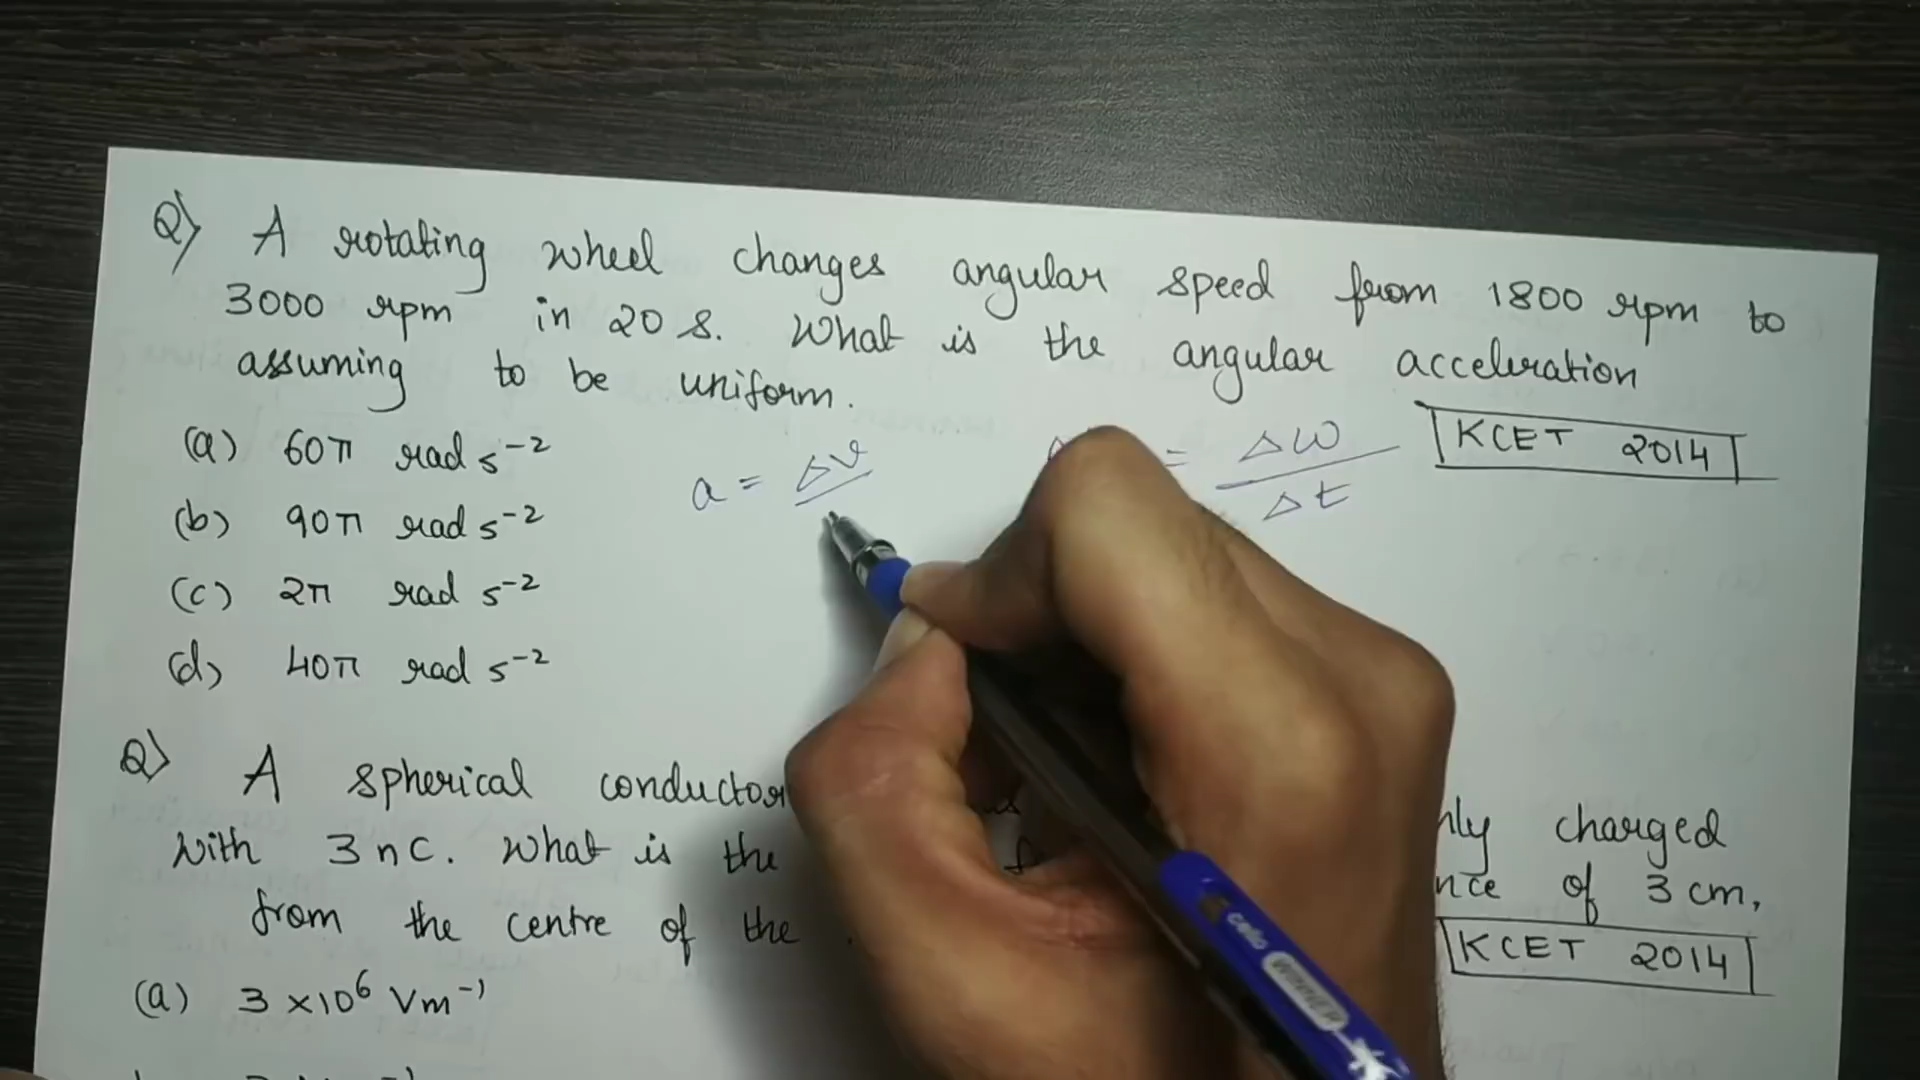 Q) A rotating wheel changes angular speed from 1800 rpm to
3000 rpm in 20 s. What is the angular acceleration
assuming to be uniform.
KCET 2014
(a) 60π rad s⁻²
a = Δv
= Δω
Δt
(b) 90π rad s⁻²
(c) 2π rad s⁻²
(d) 40π rad s⁻²
Q) A spherical conductor
with 3 nC. What is the charged
of 3 cm,
from the centre of the
KCET 2014
(a) 3 ×10⁶ Vm⁻¹
cello